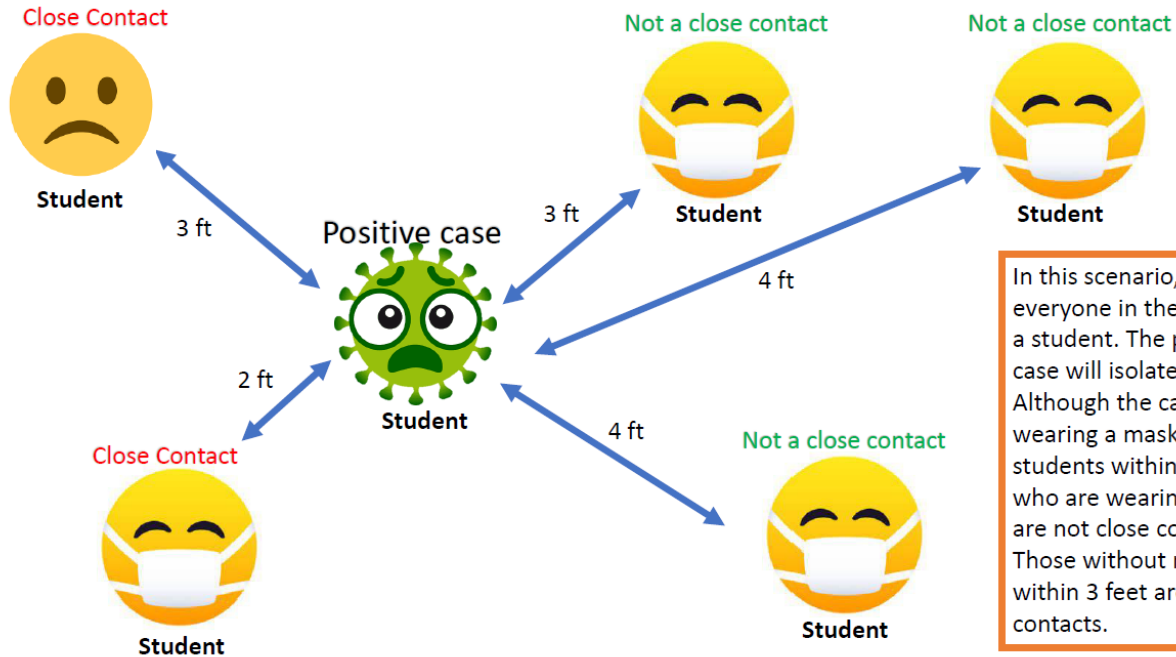 Close Contact
Not a close contact
Not a close contact
Student
3 ft
3 ft
Student
Student
Positive case
4 ft
2 ft
Student
4 ft
Close Contact
Not a close contact
Student
Student
In this scenario,
everyone in the
a student. The
case will isolate
Although the
wearing a mask
students within
who are
are not close
Those without
within 3 feet
contacts.